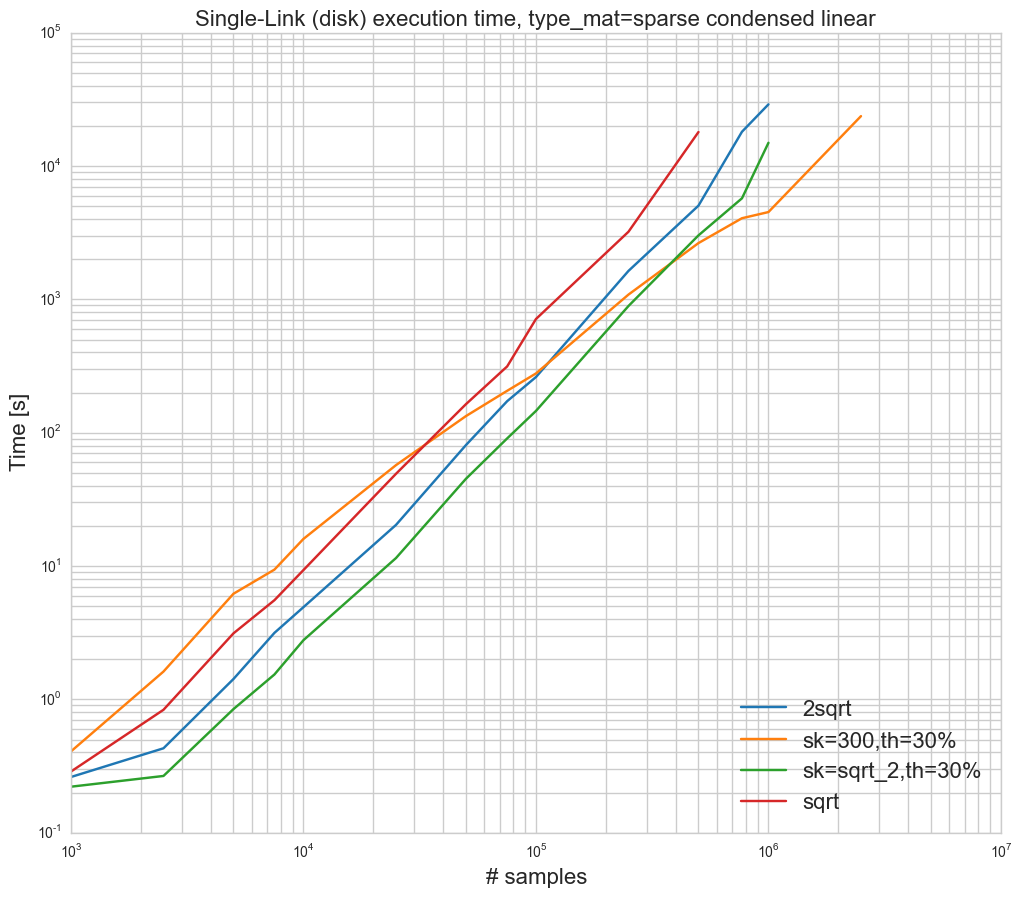 Single-Link (disk) execution time, type_mat=sparse condensed linear
10^5
10^4
10^3
10^2
10^1
10^0
10^-1
Time [s]
2sqrt
sk=300,th=30%
sk=sqrt_2,th=30%
sqrt
10^3 10^4 10^5 10^6 10^7
# samples